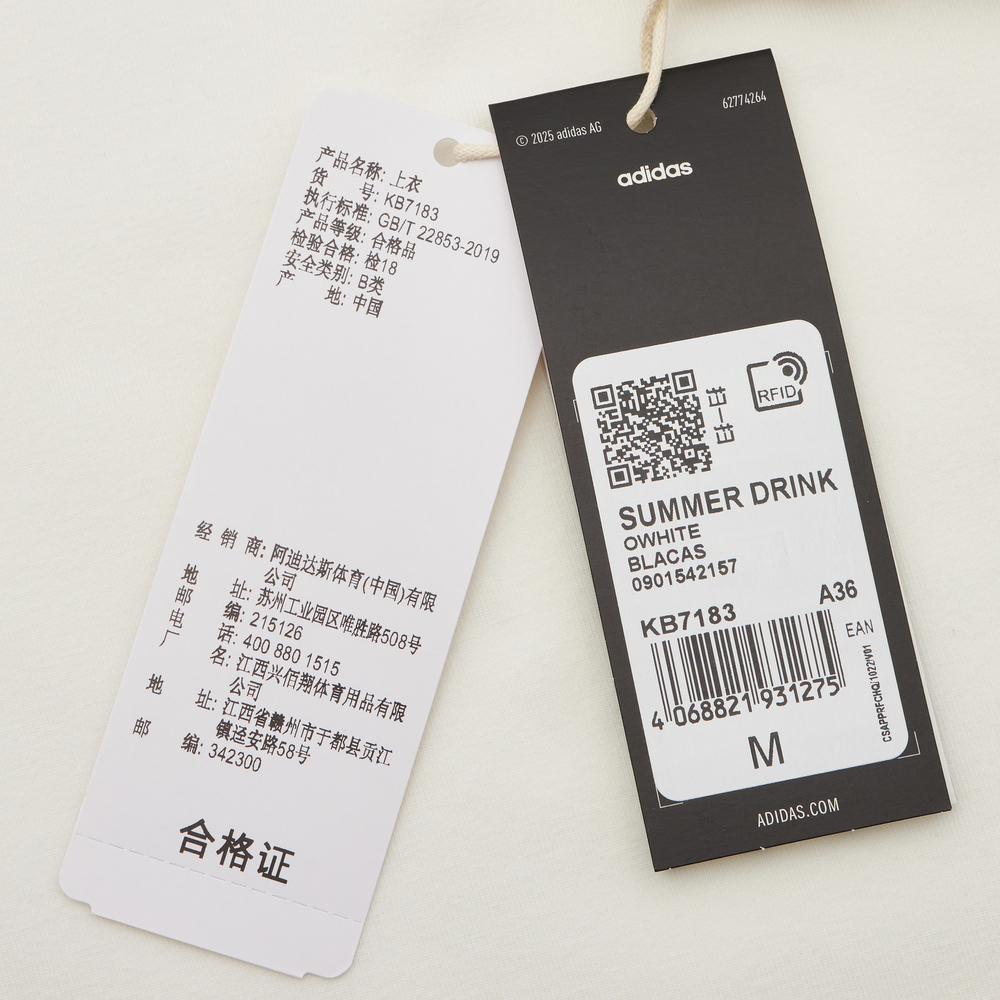 产品名称: 上衣
货 号: KB7183
执行标准: GB/T 22853-2019
产品等级: 合格品
检验合格: 检18
安全类别: B类
产 地: 中国
经 销 商: 阿迪达斯体育(中国)有限
公司
地 址: 苏州工业园区唯胜路508号
邮 编: 215126
电 话: 400 880 1515
厂 名: 江西兴佰翔体育用品有限
公司
地 址: 江西省赣州市于都县贡江
镇迳安路58号
邮 编: 342300
合格证
© 2025 adidas AG
62774264
adidas
扫一扫
RFID
SUMMER DRINK
OWHITE
BLACAS
0901542157
KB7183
A36
EAN
4 068821 931275
CSAPPRFCHQ/1022/V01
M
ADIDAS.COM